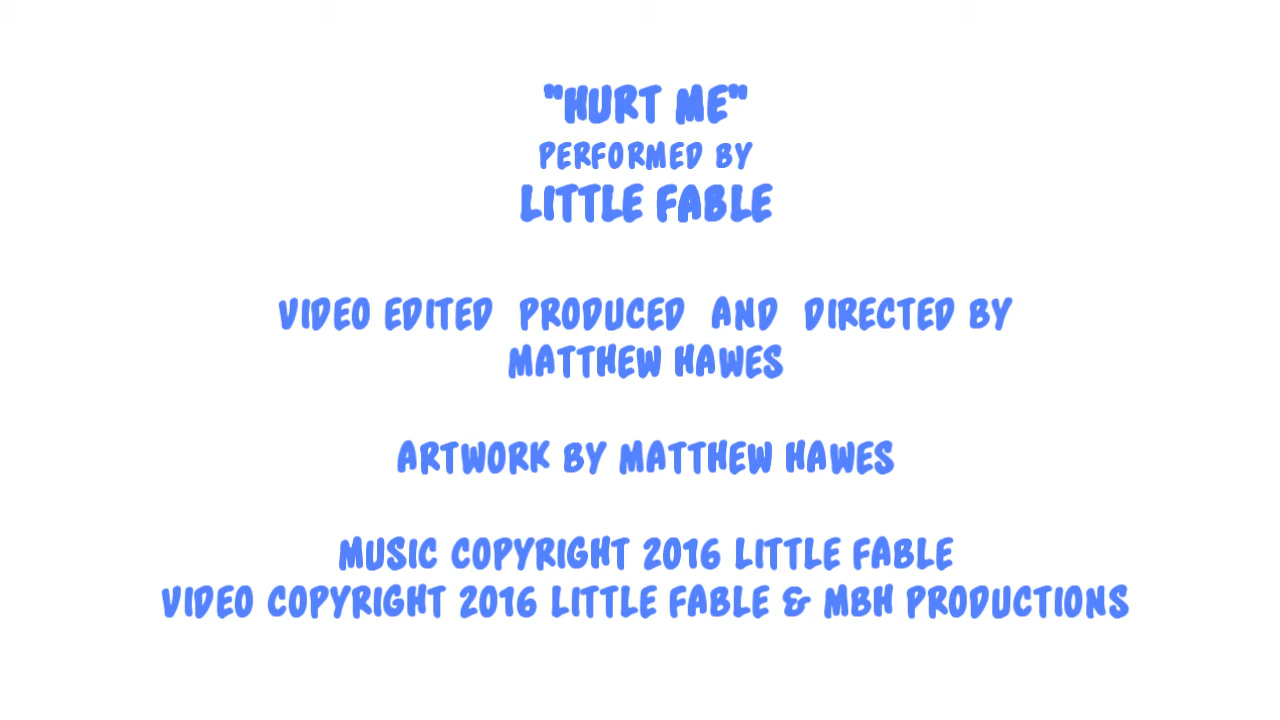 "HURT ME"
PERFORMED BY
LITTLE FABLE
VIDEO EDITED PRODUCED AND DIRECTED BY
MATTHEW HAWES
ARTWORK BY MATTHEW HAWES
MUSIC COPYRIGHT 2016 LITTLE FABLE
VIDEO COPYRIGHT 2016 LITTLE FABLE & MBH PRODUCTIONS